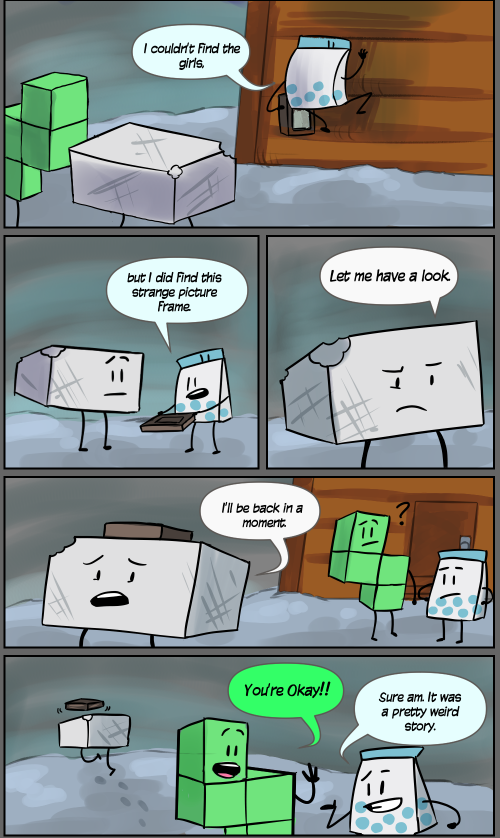 I couldn't find the
girls,
but I did find this
strange picture
frame.
Let me have a look.
I'll be back in a
moment.
?
You're Okay!!
Sure am. It was
a pretty weird
story.